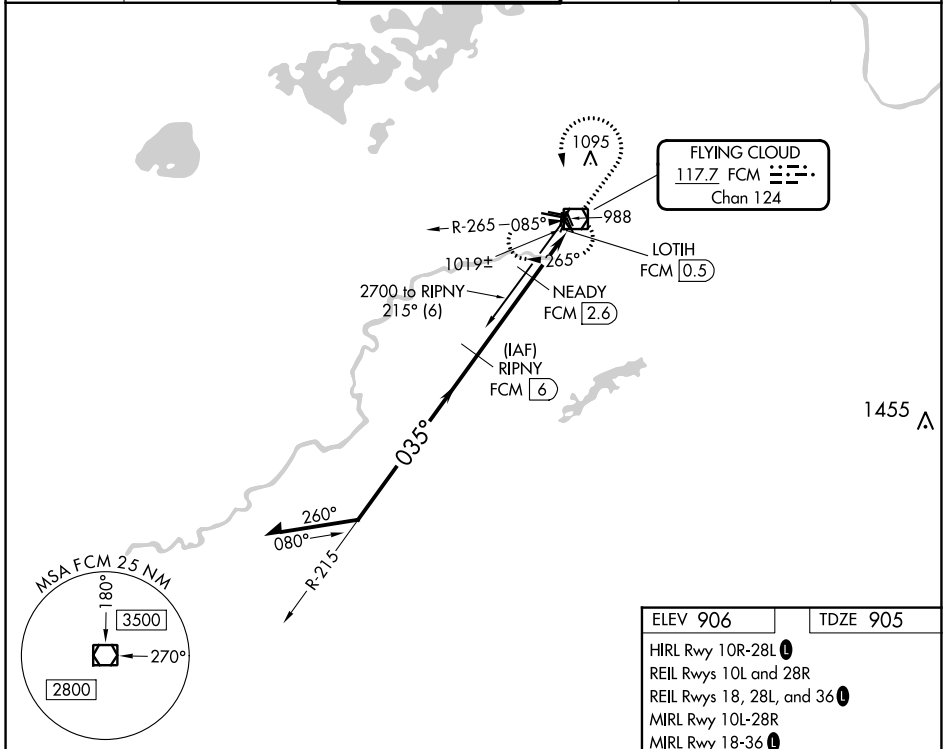 1095
FLYING CLOUD
117.7 FCM
Chan 124
988
R-265
085°
1019±
265°
LOTIH
FCM 0.5
2700 to RIPNY
215° (6)
NEADY
FCM 2.6
(IAF)
RIPNY
FCM 6
1455
035°
260°
080°
R-215
MSA FCM 25 NM
180°
3500
270°
2800
ELEV 906
TDZE 905
HIRL Rwy 10R-28L L
REIL Rwys 10L and 28R
REIL Rwys 18, 28L, and 36 L
MIRL Rwy 10L-28R
MIRL Rwy 18-36 L